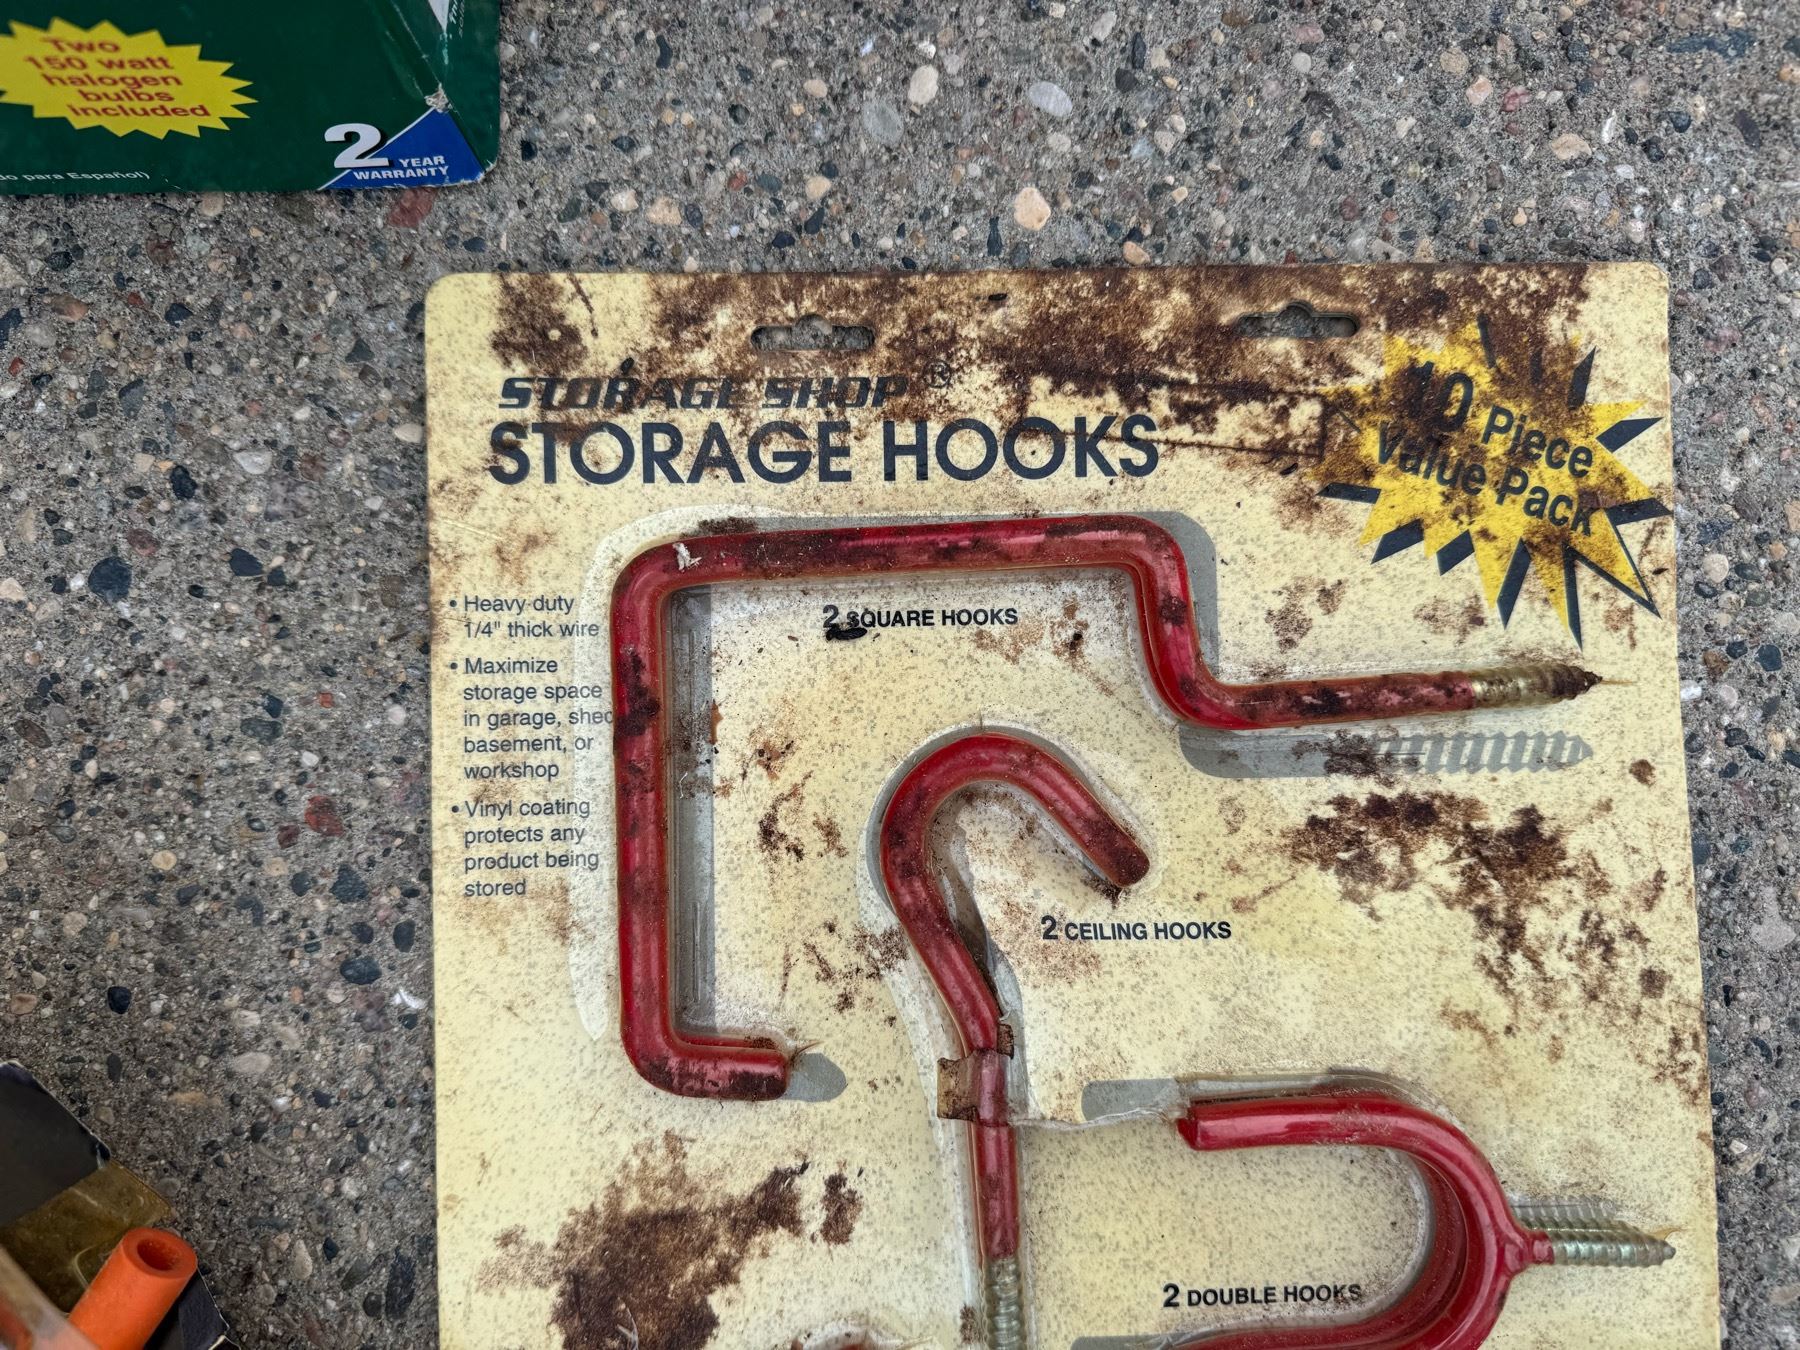 Two
150 watt
halogen
bulbs
included
2 YEAR
WARRANTY
do para Español)
STORAGE SHOP ®
STORAGE HOOKS
10 Piece
Value Pack
• Heavy duty
1/4" thick wire
• Maximize
storage space
in garage, shed
basement, or
workshop
• Vinyl coating
protects any
product being
stored
2 SQUARE HOOKS
2 CEILING HOOKS
2 DOUBLE HOOKS